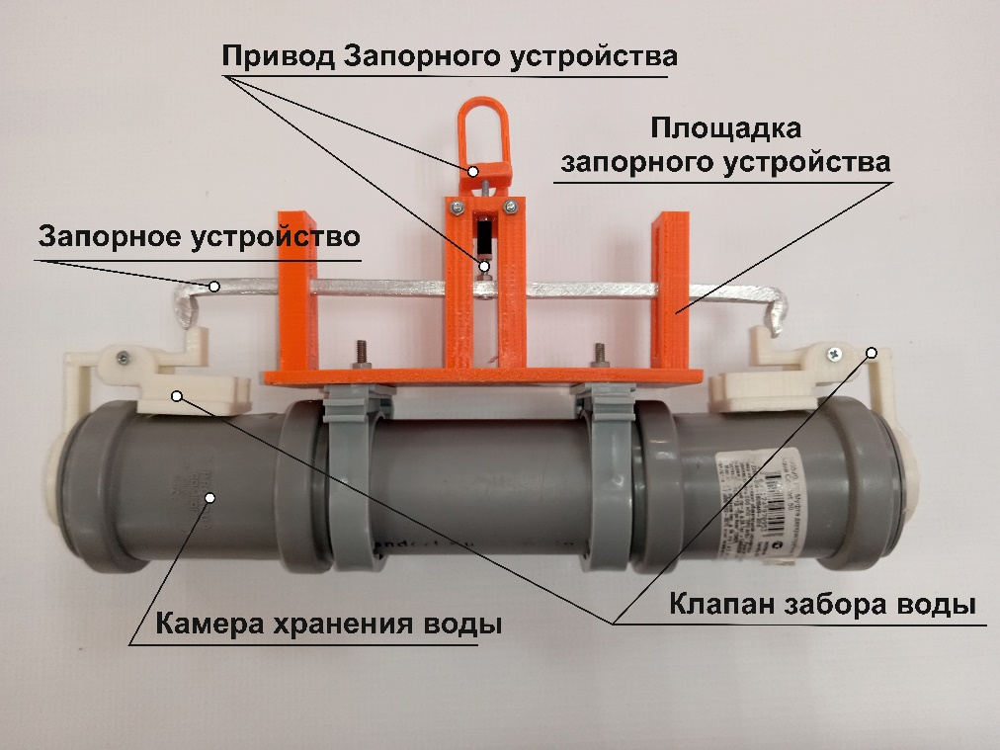 Привод Запорного устройства
Площадка
запорного устройства
Запорное устройство
Клапан забора воды
Камера хранения воды